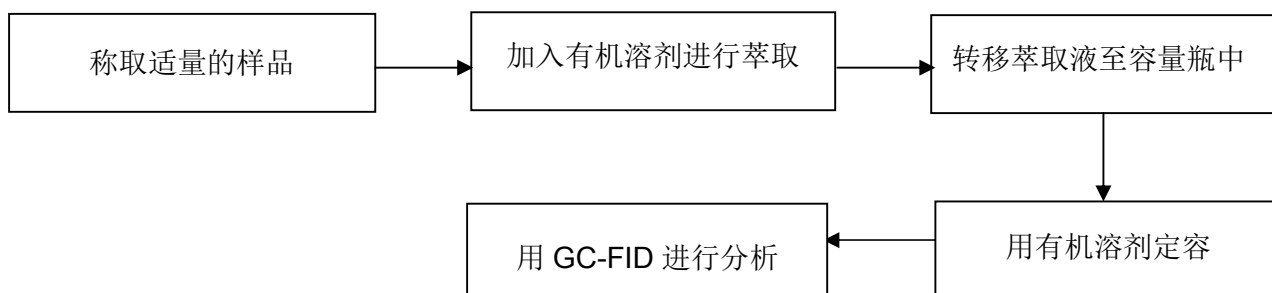 称取适量的样品
加入有机溶剂进行萃取
转移萃取液至容量瓶中
用有机溶剂定容
用 GC-FID 进行分析